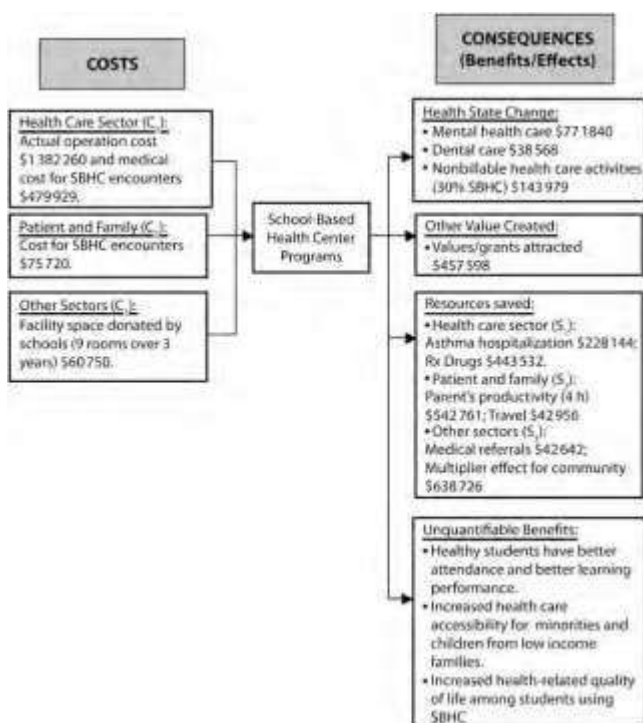 COSTS
Health Care Sector (C₁):
Actual operation cost
$1 382 260 and medical
cost for SBHC encounters
$479 929.
Patient and Family (C₂):
Cost for SBHC encounters
$75 720.
Other Sectors (C₃):
Facility space donated by
schools (9 rooms over 3
years) $60 750.
School-Based
Health Center
Programs
CONSEQUENCES
(Benefits/Effects)
Health State Change:
• Mental health care $77 1840
• Dental care $38 568
• Nonbillable health care activities
(30% SBHC) $143 979
Other Value Created:
• Values/grants attracted
$457 598
Resources saved:
• Health care sector (S₁):
Asthma hospitalization $228 144;
Rx Drugs $443 532.
• Patient and family (S₂):
Parent's productivity (4 h)
$542 761; Travel $42 956
• Other sectors (S₃):
Medical referrals $42 642;
Multiplier effect for community
$638 726
Unquantifiable Benefits:
• Healthy students have better
attendance and better learning
performance.
• Increased health care
accessibility for minorities and
children from low income
families.
• Increased health-related quality
of life among students using
SBHC